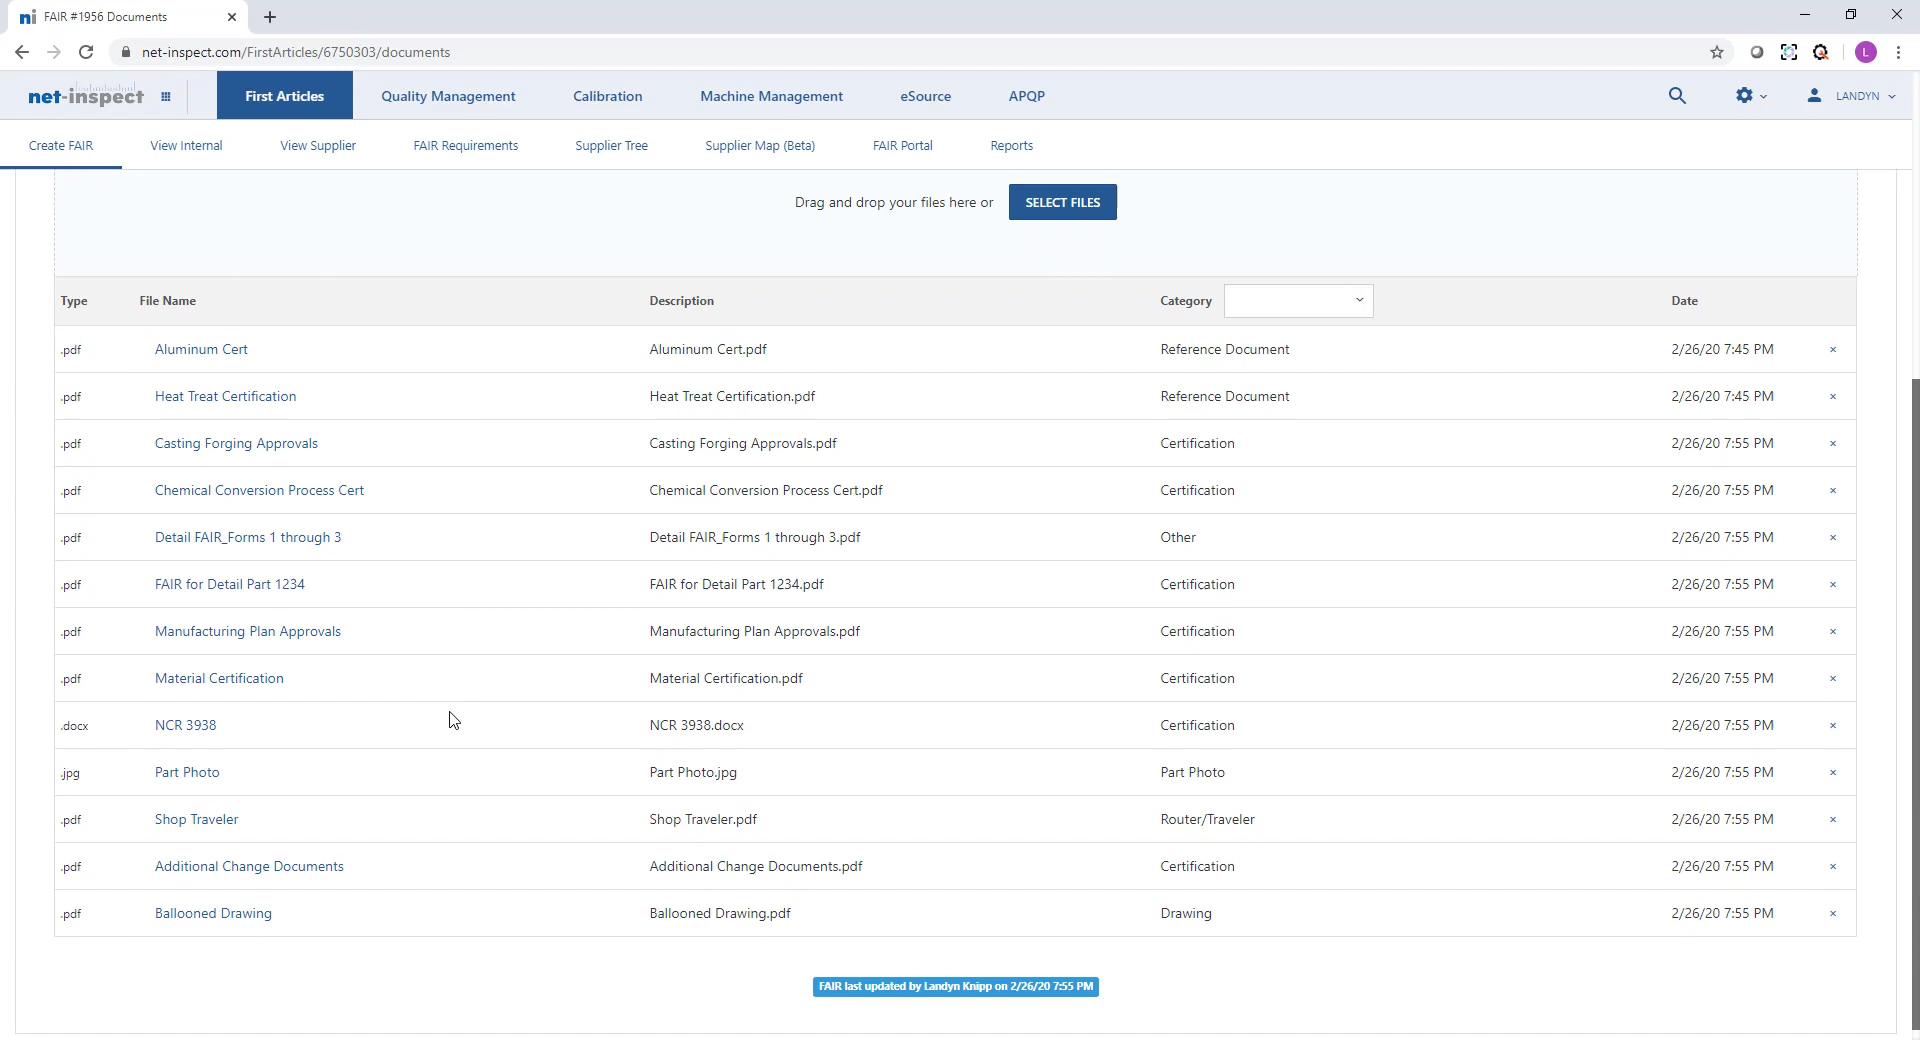 FAIR #1956 Documents
net-inspect.com/FirstArticles/6750303/documents
L
net-inspect First Articles Quality Management Calibration Machine Management eSource APQP LANDYN
Create FAIR View Internal View Supplier FAIR Requirements Supplier Tree Supplier Map (Beta) FAIR Portal Reports
Drag and drop your files here or SELECT FILES
Type File Name Description Category Date
.pdf Aluminum Cert Aluminum Cert.pdf Reference Document 2/26/20 7:45 PM ×
.pdf Heat Treat Certification Heat Treat Certification.pdf Reference Document 2/26/20 7:45 PM ×
.pdf Casting Forging Approvals Casting Forging Approvals.pdf Certification 2/26/20 7:55 PM ×
.pdf Chemical Conversion Process Cert Chemical Conversion Process Cert.pdf Certification 2/26/20 7:55 PM ×
.pdf Detail FAIR_Forms 1 through 3 Detail FAIR_Forms 1 through 3.pdf Other 2/26/20 7:55 PM ×
.pdf FAIR for Detail Part 1234 FAIR for Detail Part 1234.pdf Certification 2/26/20 7:55 PM ×
.pdf Manufacturing Plan Approvals Manufacturing Plan Approvals.pdf Certification 2/26/20 7:55 PM ×
.pdf Material Certification Material Certification.pdf Certification 2/26/20 7:55 PM ×
.docx NCR 3938 NCR 3938.docx Certification 2/26/20 7:55 PM ×
.jpg Part Photo Part Photo.jpg Part Photo 2/26/20 7:55 PM ×
.pdf Shop Traveler Shop Traveler.pdf Router/Traveler 2/26/20 7:55 PM ×
.pdf Additional Change Documents Additional Change Documents.pdf Certification 2/26/20 7:55 PM ×
.pdf Ballooned Drawing Ballooned Drawing.pdf Drawing 2/26/20 7:55 PM ×
FAIR last updated by Landyn Knipp on 2/26/20 7:55 PM